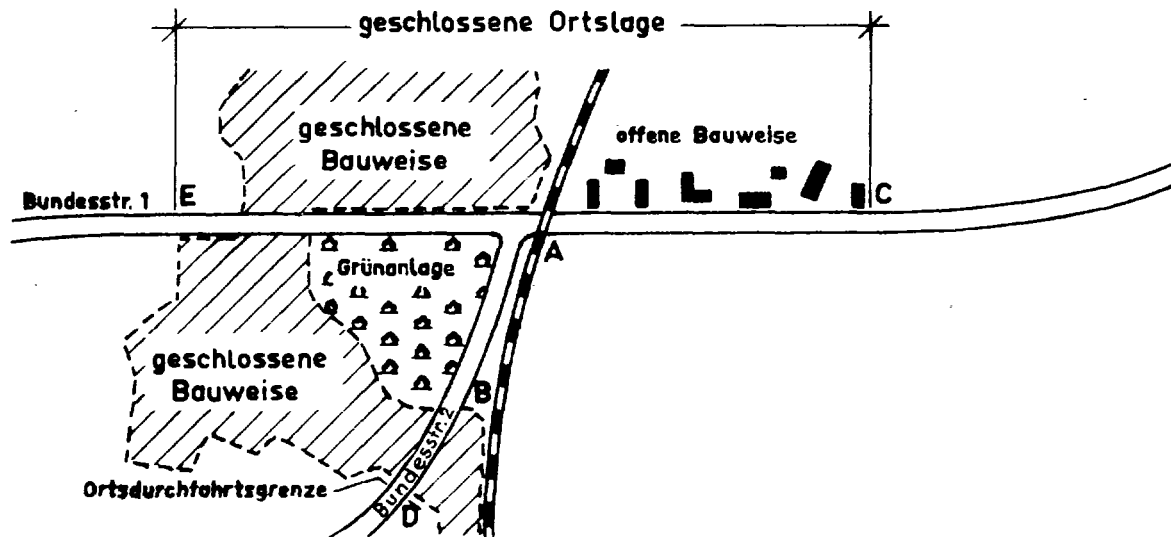 geschlossene Ortslage
geschlossene
Bauweise
offene Bauweise
Bundesstr. 1
E
C
A
Grünanlage
geschlossene
Bauweise
B
Bundesstr. 2
Ortsdurchfahrtsgrenze
D